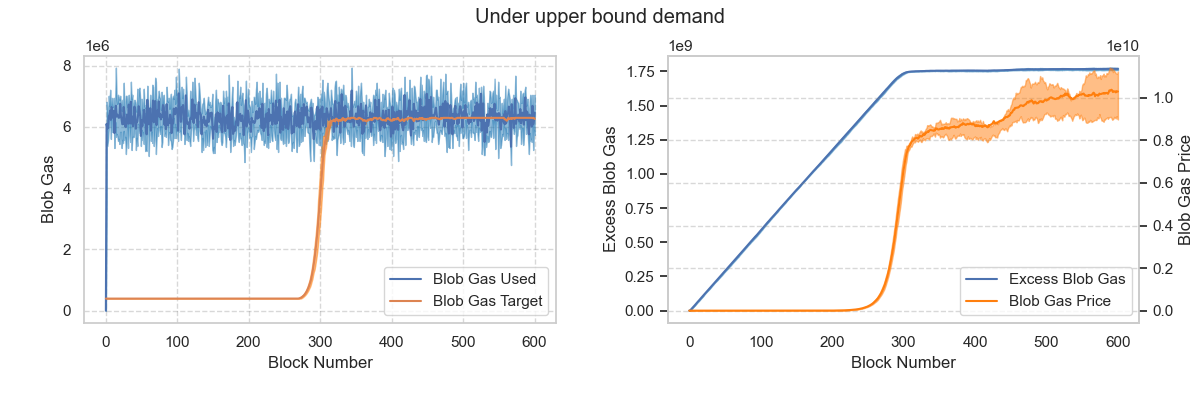 Under upper bound demand
1e6
8
6
4
2
0
Blob Gas
0 100 200 300 400 500 600
Block Number
Blob Gas Used
Blob Gas Target
1e9
1e10
1.75
1.50
1.25
1.00
0.75
0.50
0.25
0.00
Excess Blob Gas
1.0
0.8
0.6
0.4
0.2
0.0
Blob Gas Price
0 100 200 300 400 500 600
Block Number
Excess Blob Gas
Blob Gas Price